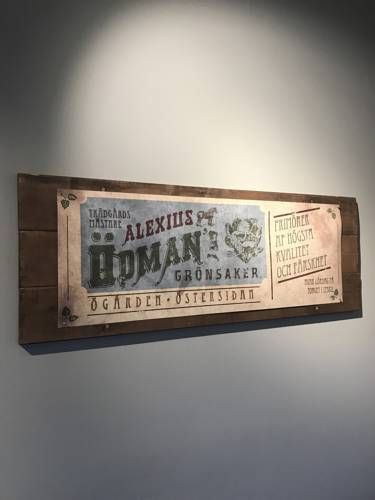 TRÄDGÅRDS
MÄSTARE
ALEXIUS
ÖDMAN'S
GRÖNSAKER
ÖGÅRDEN • ÖSTERSIDAN
PRIMÖRER
AF HÖGSTA
KVALITET
OCH FÄRSKHET